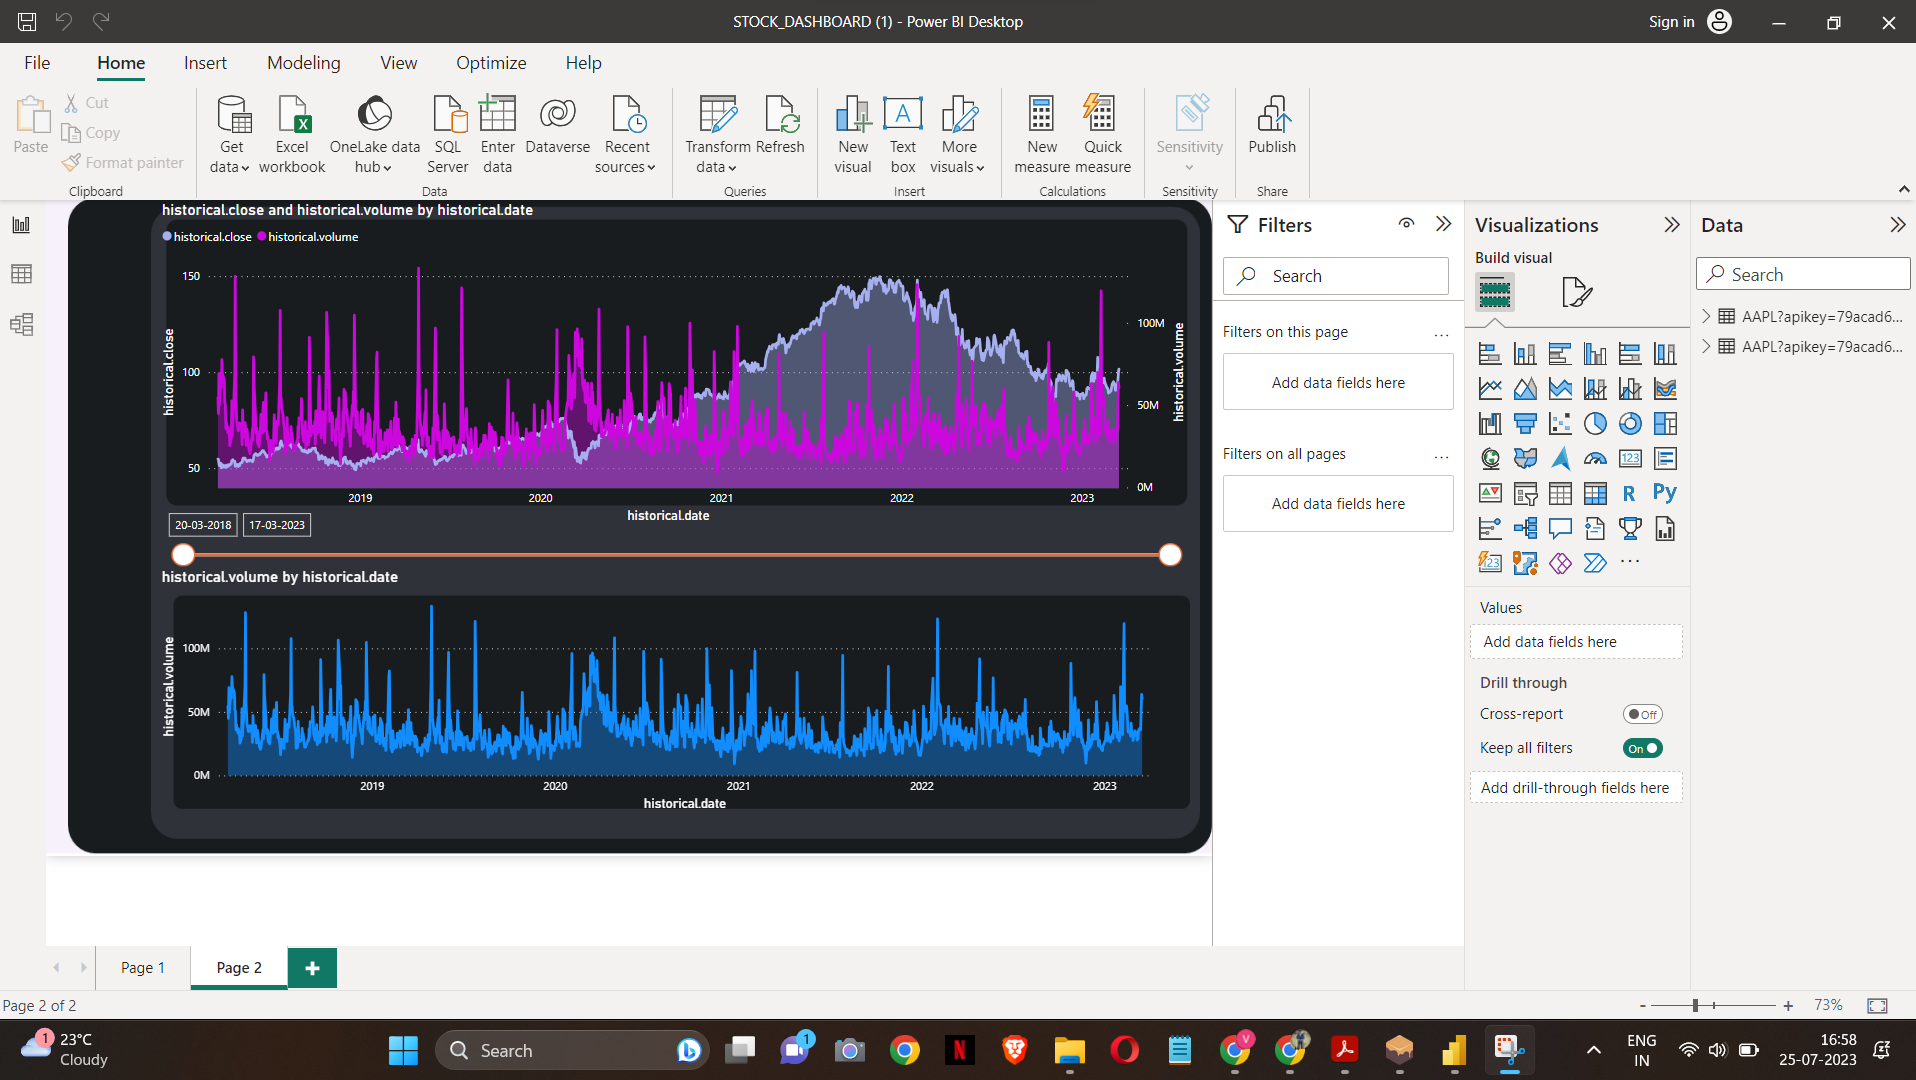 STOCK_DASHBOARD (1) - Power BI Desktop
Sign in
File Home Insert Modeling View Optimize Help
Paste
Cut
Copy
Format painter
Clipboard
Get data
Excel workbook
OneLake data hub
SQL Server
Enter data
Dataverse
Recent sources
Data
Transform data
Refresh
Queries
New visual
Text box
More visuals
Insert
New measure
Quick measure
Calculations
Sensitivity
Sensitivity
Publish
Share
historical.close and historical.volume by historical.date
historical.close historical.volume
150
100
50
historical.close
100M
50M
0M
historical.volume
2019 2020 2021 2022 2023
historical.date
20-03-2018 17-03-2023
historical.volume by historical.date
historical.volume
100M
50M
0M
2019 2020 2021 2022 2023
historical.date
Filters
Search
Filters on this page ...
Add data fields here
Filters on all pages ...
Add data fields here
Visualizations
Build visual
123
R Py
123
...
Values
Add data fields here
Drill through
Cross-report Off
Keep all filters On
Add drill-through fields here
Data
Search
AAPL?apikey=79acad6...
AAPL?apikey=79acad6...
Page 1 Page 2 +
Page 2 of 2
- + 73%
1
23°C
Cloudy
Search
1
N
V
ENG
IN
16:58
25-07-2023